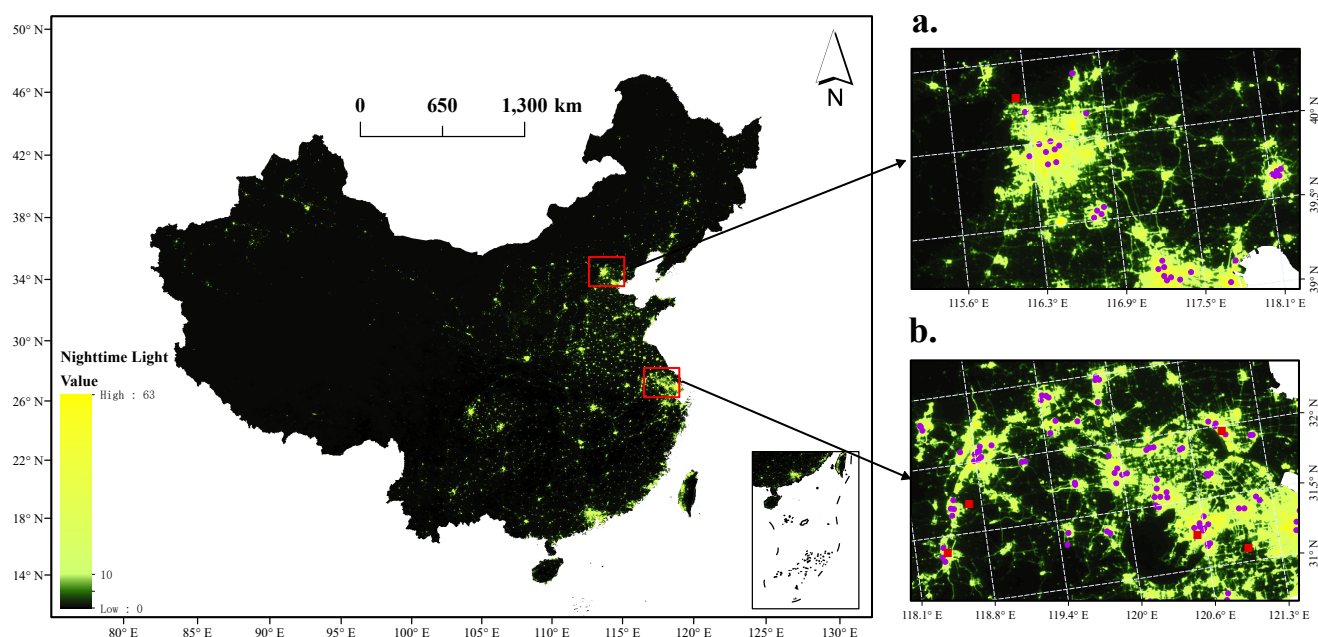 50° N
46° N
42° N
38° N
34° N
30° N
26° N
22° N
18° N
14° N
0 650 1,300 km
N
Nighttime Light
Value
High : 63
10
Low : 0
80° E 85° E 90° E 95° E 100° E 105° E 110° E 115° E 120° E 125° E 130° E
a.
40° N
39.5° N
39° N
115.6° E 116.3° E 116.9° E 117.5° E 118.1° E
b.
32° N
31.5° N
31° N
118.1° E 118.8° E 119.4° E 120° E 120.6° E 121.3° E